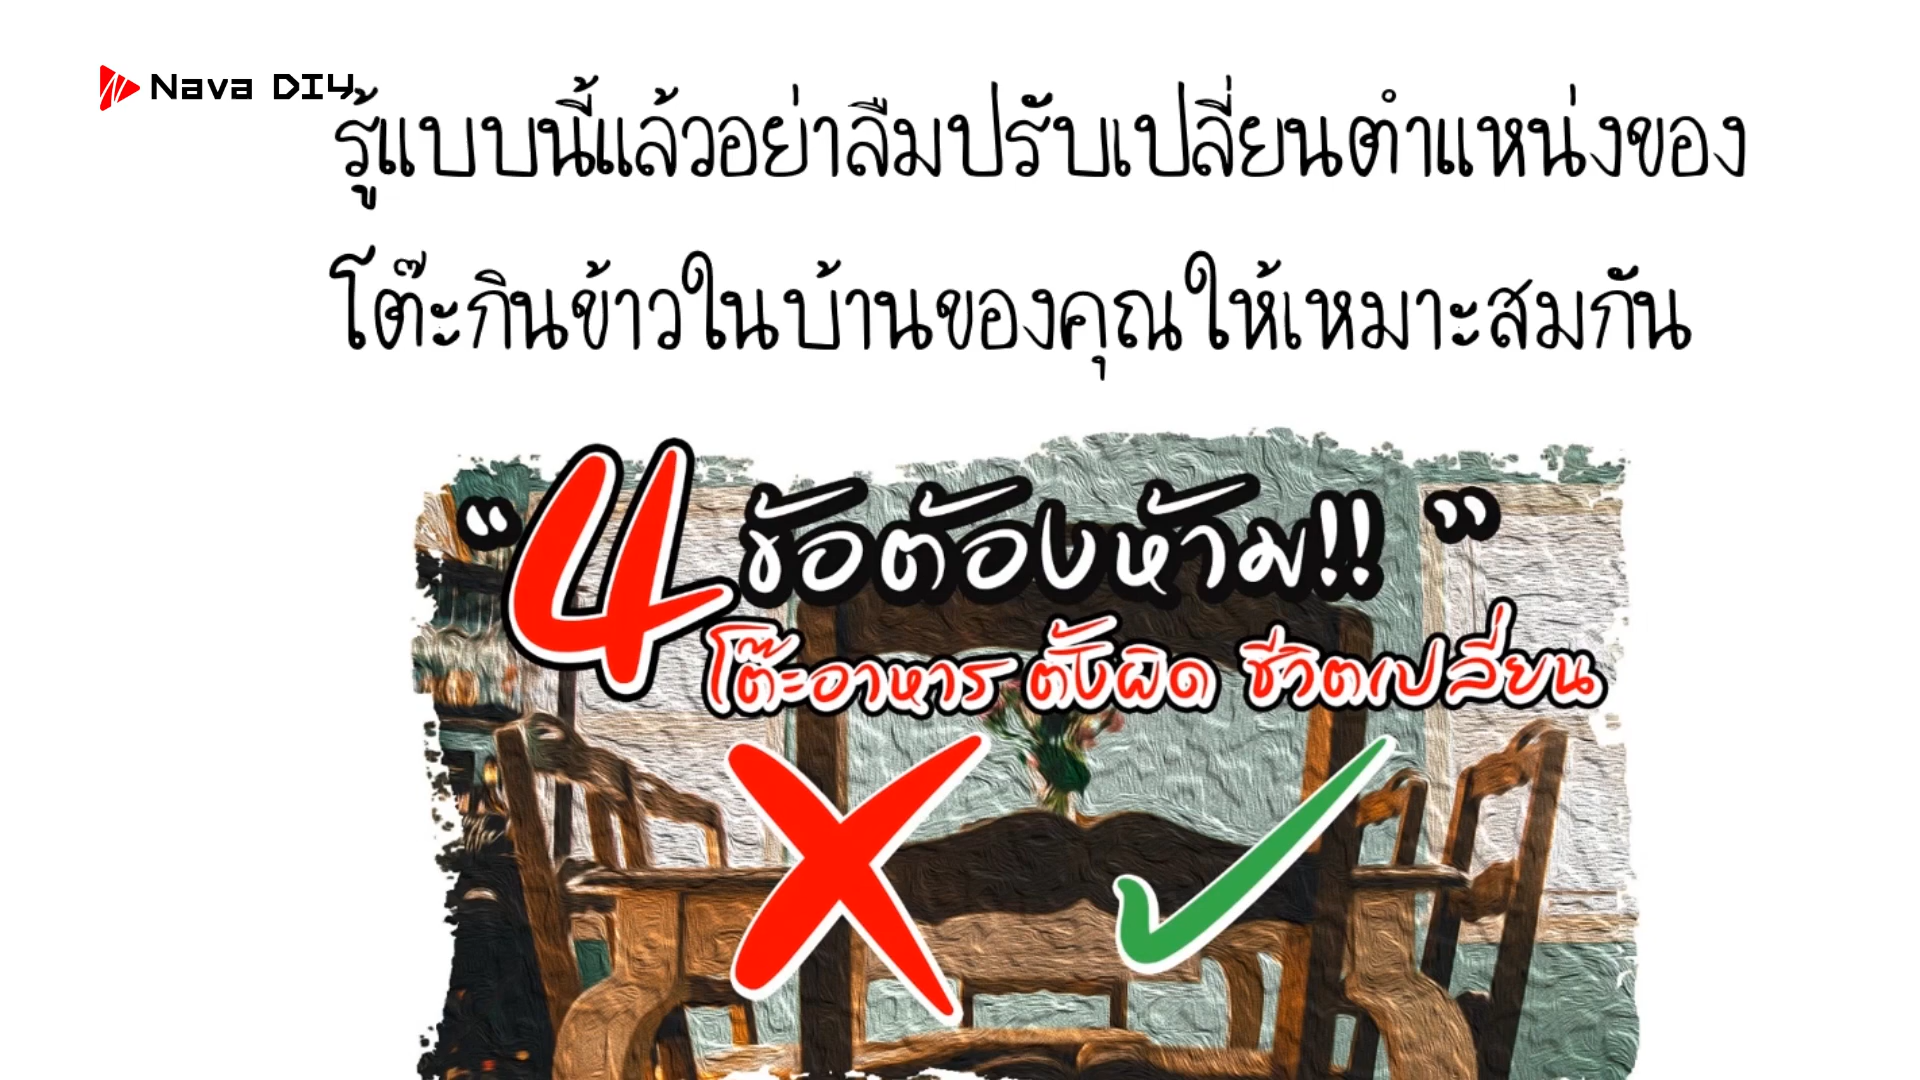 Nava DIY
รู้แบบนี้แล้วอย่าลืมปรับเปลี่ยนตำแหน่งของ
โต๊ะกินข้าวในบ้านของคุณให้เหมาะสมกัน
“4 ข้อต้องห้าม!!”
โต๊ะอาหาร ตั้งผิด ชีวิตเปลี่ยน